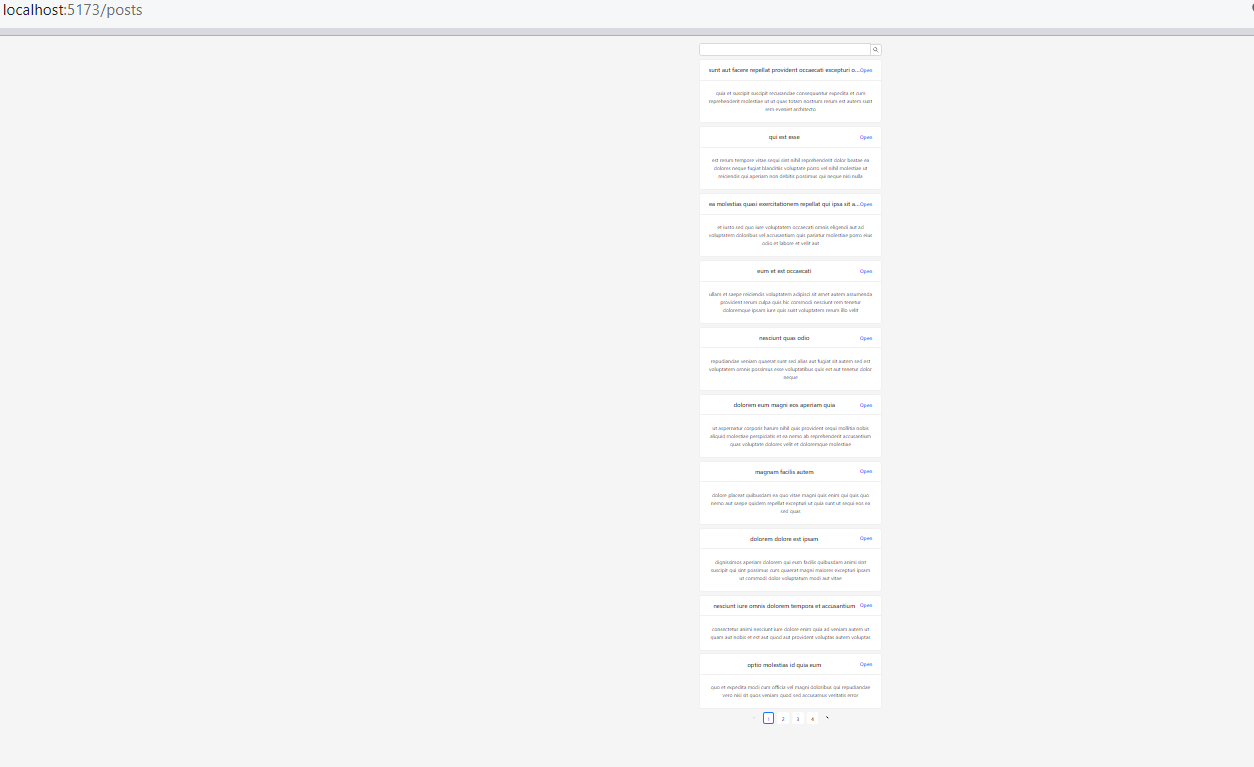 localhost:5173/posts
sunt aut facere repellat provident occaecati excepturi o... Open
quia et suscipit suscipit recusandae consequuntur expedita et cum
reprehenderit molestiae ut ut quas totam nostrum rerum est autem sunt
rem eveniet architecto
qui est esse Open
est rerum tempore vitae sequi sint nihil reprehenderit dolor beatae ea
dolores neque fugiat blanditiis voluptate porro vel nihil molestiae ut
reiciendis qui aperiam non debitis possimus qui neque nisi nulla
ea molestias quasi exercitationem repellat qui ipsa sit a... Open
et iusto sed quo iure voluptatem occaecati omnis eligendi aut ad
voluptatem doloribus vel accusantium quis pariatur molestiae porro eius
odio et labore et velit aut
eum et est occaecati Open
ullam et saepe reiciendis voluptatem adipisci sit amet autem assumenda
provident rerum culpa quis hic commodi nesciunt rem tenetur
doloremque ipsam iure quis sunt voluptatem rerum illo velit
nesciunt quas odio Open
repudiandae veniam quaerat sunt sed alias aut fugiat sit autem sed est
voluptatem omnis possimus esse voluptatibus quis est aut tenetur dolor
neque
dolorem eum magni eos aperiam quia Open
ut aspernatur corporis harum nihil quis provident sequi mollitia nobis
aliquid molestiae perspiciatis et ea nemo ab reprehenderit accusantium
quas voluptate dolores velit et doloremque molestiae
magnam facilis autem Open
dolore placeat quibusdam ea quo vitae magni quis enim qui quis quo
nemo aut saepe quidem repellat excepturi ut quia sunt ut sequi eos ea
sed quas
dolorem dolore est ipsam Open
dignissimos aperiam dolorem qui eum facilis quibusdam animi sint
suscipit qui sint possimus cum quaerat magni maiores excepturi ipsam
ut commodi dolor voluptatum modi aut vitae
nesciunt iure omnis dolorem tempora et accusantium Open
consectetur animi nesciunt iure dolore enim quia ad veniam autem ut
quam aut nobis et est aut quod aut provident voluptas autem voluptas
optio molestias id quia eum Open
quo et expedita modi cum officia vel magni doloribus qui repudiandae
vero nisi sit quos veniam quod sed accusamus veritatis error
1 2 3 4